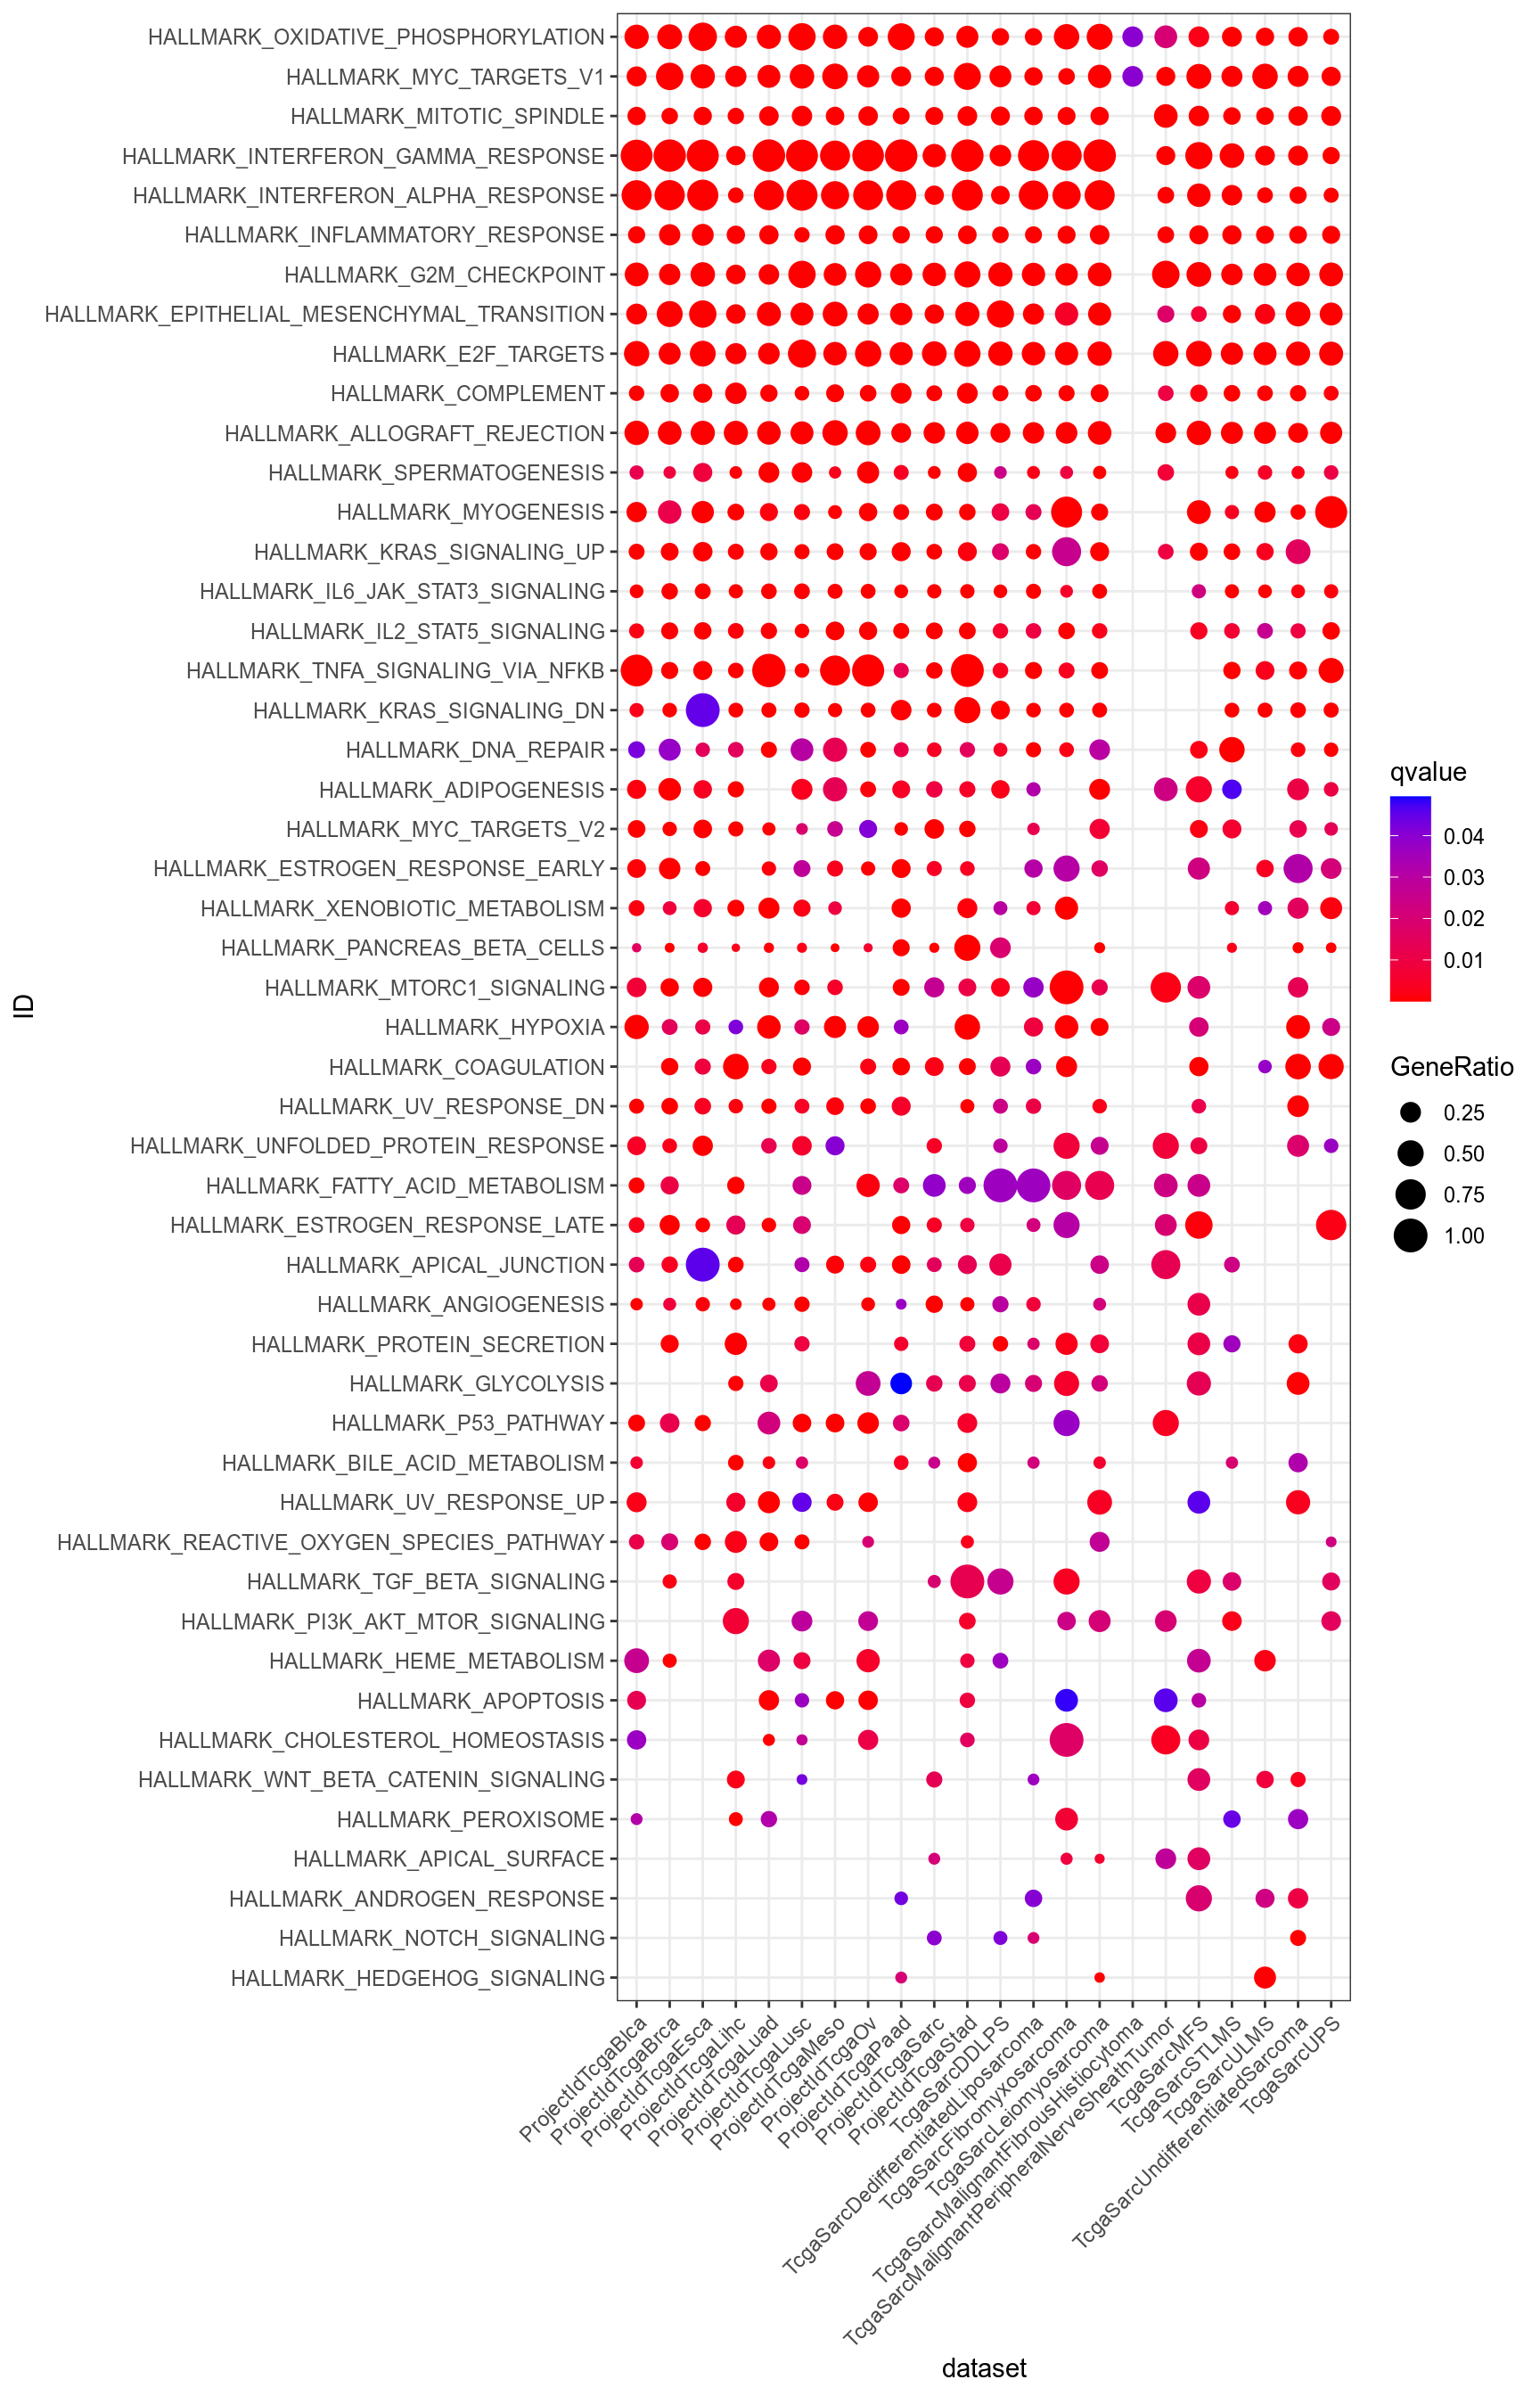 HALLMARK_OXIDATIVE_PHOSPHORYLATION
HALLMARK_MYC_TARGETS_V1
HALLMARK_MITOTIC_SPINDLE
HALLMARK_INTERFERON_GAMMA_RESPONSE
HALLMARK_INTERFERON_ALPHA_RESPONSE
HALLMARK_INFLAMMATORY_RESPONSE
HALLMARK_G2M_CHECKPOINT
HALLMARK_EPITHELIAL_MESENCHYMAL_TRANSITION
HALLMARK_E2F_TARGETS
HALLMARK_COMPLEMENT
HALLMARK_ALLOGRAFT_REJECTION
HALLMARK_SPERMATOGENESIS
HALLMARK_MYOGENESIS
HALLMARK_KRAS_SIGNALING_UP
HALLMARK_IL6_JAK_STAT3_SIGNALING
HALLMARK_IL2_STAT5_SIGNALING
HALLMARK_TNFA_SIGNALING_VIA_NFKB
HALLMARK_KRAS_SIGNALING_DN
HALLMARK_DNA_REPAIR
HALLMARK_ADIPOGENESIS
HALLMARK_MYC_TARGETS_V2
HALLMARK_ESTROGEN_RESPONSE_EARLY
HALLMARK_XENOBIOTIC_METABOLISM
HALLMARK_PANCREAS_BETA_CELLS
HALLMARK_MTORC1_SIGNALING
HALLMARK_HYPOXIA
HALLMARK_COAGULATION
HALLMARK_UV_RESPONSE_DN
HALLMARK_UNFOLDED_PROTEIN_RESPONSE
HALLMARK_FATTY_ACID_METABOLISM
HALLMARK_ESTROGEN_RESPONSE_LATE
HALLMARK_APICAL_JUNCTION
HALLMARK_ANGIOGENESIS
HALLMARK_PROTEIN_SECRETION
HALLMARK_GLYCOLYSIS
HALLMARK_P53_PATHWAY
HALLMARK_BILE_ACID_METABOLISM
HALLMARK_UV_RESPONSE_UP
HALLMARK_REACTIVE_OXYGEN_SPECIES_PATHWAY
HALLMARK_TGF_BETA_SIGNALING
HALLMARK_PI3K_AKT_MTOR_SIGNALING
HALLMARK_HEME_METABOLISM
HALLMARK_APOPTOSIS
HALLMARK_CHOLESTEROL_HOMEOSTASIS
HALLMARK_WNT_BETA_CATENIN_SIGNALING
HALLMARK_PEROXISOME
HALLMARK_APICAL_SURFACE
HALLMARK_ANDROGEN_RESPONSE
HALLMARK_NOTCH_SIGNALING
HALLMARK_HEDGEHOG_SIGNALING
ID
ProjectIdTcgaBlca
ProjectIdTcgaBrca
ProjectIdTcgaEsca
ProjectIdTcgaLihc
ProjectIdTcgaLuad
ProjectIdTcgaLusc
ProjectIdTcgaMeso
ProjectIdTcgaOv
ProjectIdTcgaPaad
ProjectIdTcgaSarc
ProjectIdTcgaStad
TcgaSarcDDLPS
TcgaSarcDedifferentiatedLiposarcoma
TcgaSarcFibromyxosarcoma
TcgaSarcLeiomyosarcoma
TcgaSarcMalignantFibrousHistiocytoma
TcgaSarcMalignantPeripheralNerveSheathTumor
TcgaSarcMFS
TcgaSarcSTLMS
TcgaSarcULMS
TcgaSarcUndifferentiatedSarcoma
TcgaSarcUPS
dataset
qvalue
0.04
0.03
0.02
0.01
GeneRatio
0.25
0.50
0.75
1.00